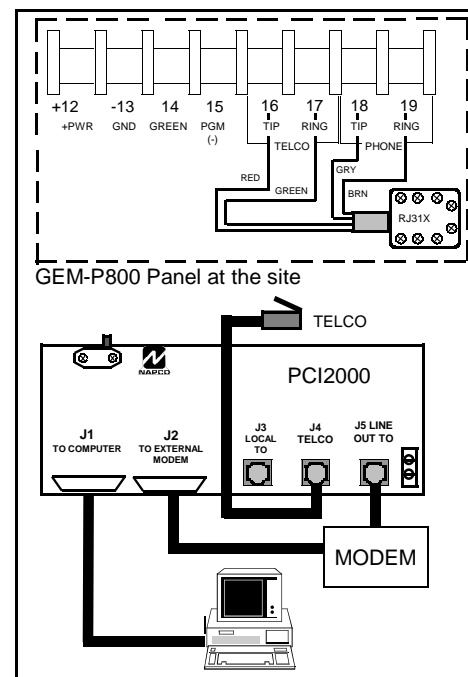 +12 -13 14 15 16 17 18 19
+PWR GND GREEN PGM TIP RING TIP RING
(-) TELCO PHONE
RED GRY
GREEN BRN
RJ31X
GEM-P800 Panel at the site
TELCO
NAPCO
PCI2000
J1
TO COMPUTER
J2
TO EXTERNAL
MODEM
J3
LOCAL
TO
J4
TELCO
J5 LINE
OUT TO
MODEM